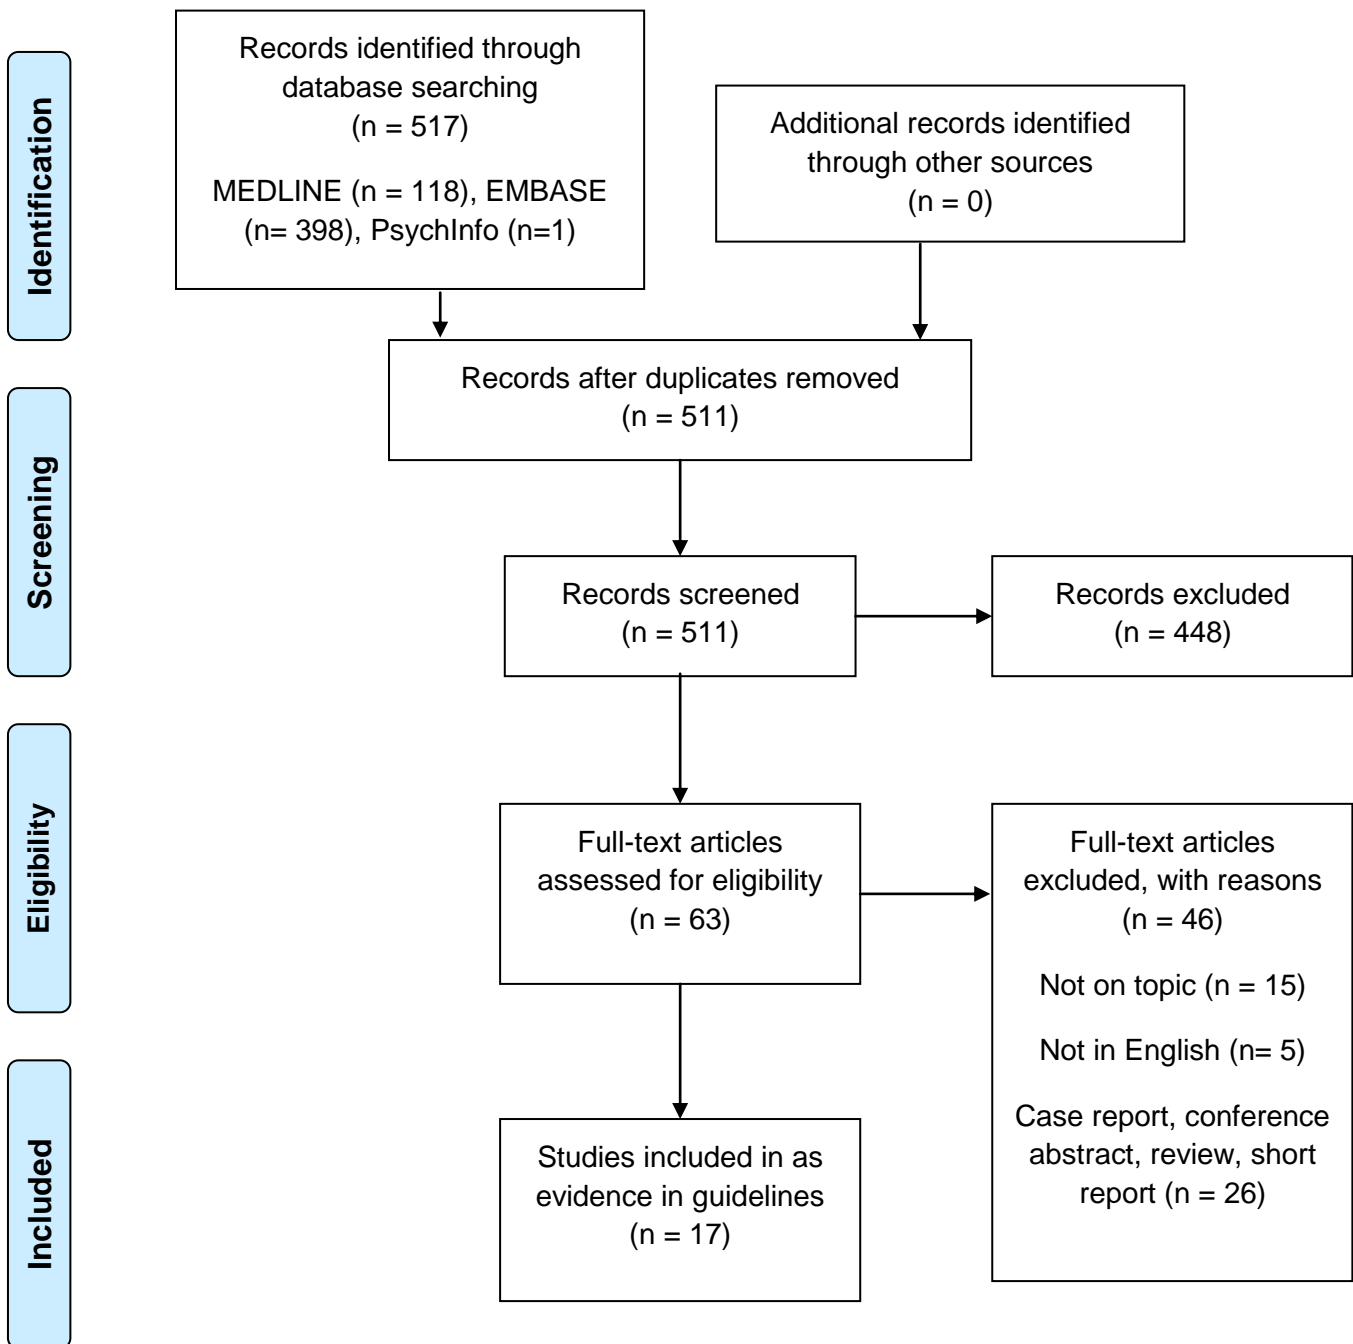 Identification
Records identified through
database searching
(n = 517)
MEDLINE (n = 118), EMBASE
(n= 398), PsychInfo (n=1)
Additional records identified
through other sources
(n = 0)
Records after duplicates removed
(n = 511)
Screening
Records screened
(n = 511)
Records excluded
(n = 448)
Eligibility
Full-text articles
assessed for eligibility
(n = 63)
Full-text articles
excluded, with reasons
(n = 46)
Not on topic (n = 15)
Not in English (n= 5)
Case report, conference
abstract, review, short
report (n = 26)
Included
Studies included in as
evidence in guidelines
(n = 17)